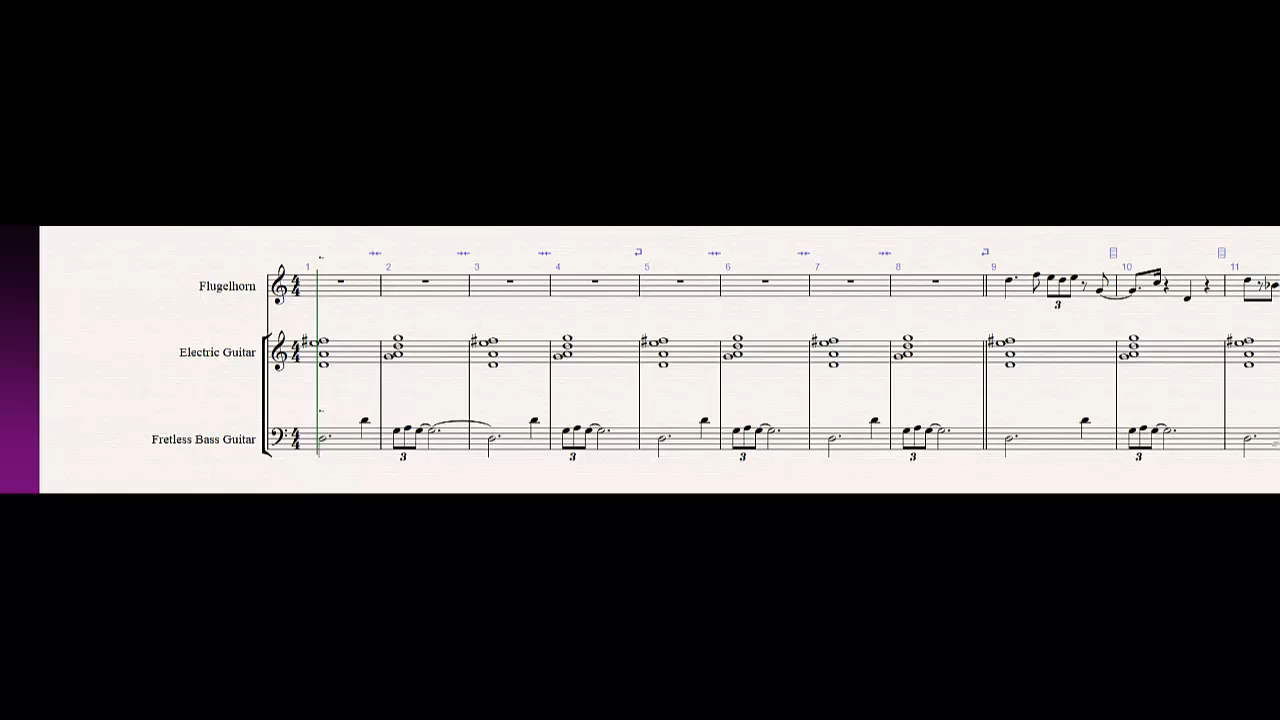 1 2 3 4 5 6 7 8 9 10 11
Flugelhorn
3
Electric Guitar
Fretless Bass Guitar
3 3 3 3 3